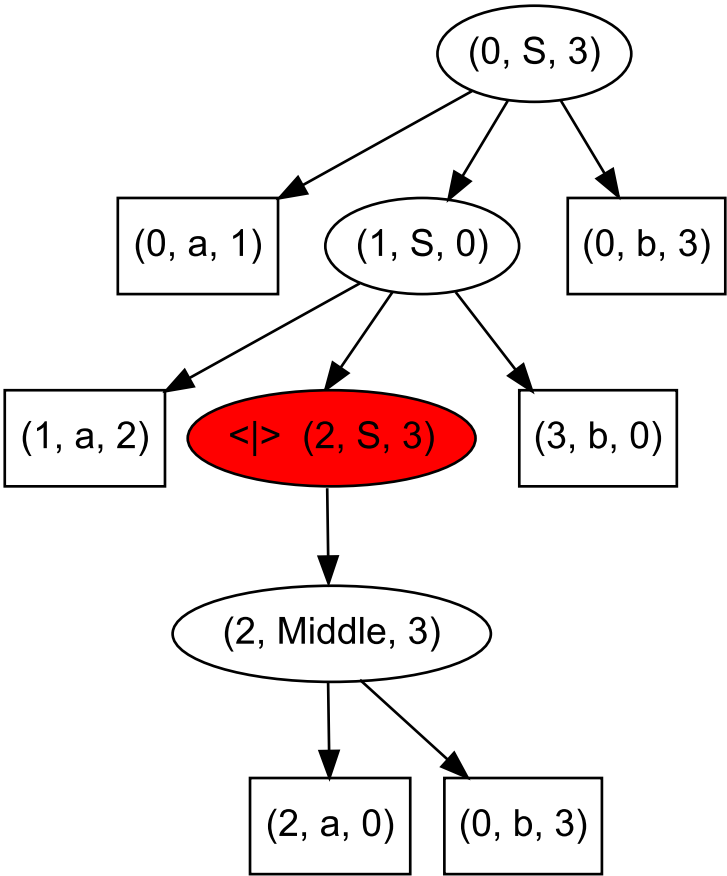 (0, S, 3)
(0, a, 1)
(1, S, 0)
(0, b, 3)
(1, a, 2)
<|> (2, S, 3)
(3, b, 0)
(2, Middle, 3)
(2, a, 0)
(0, b, 3)